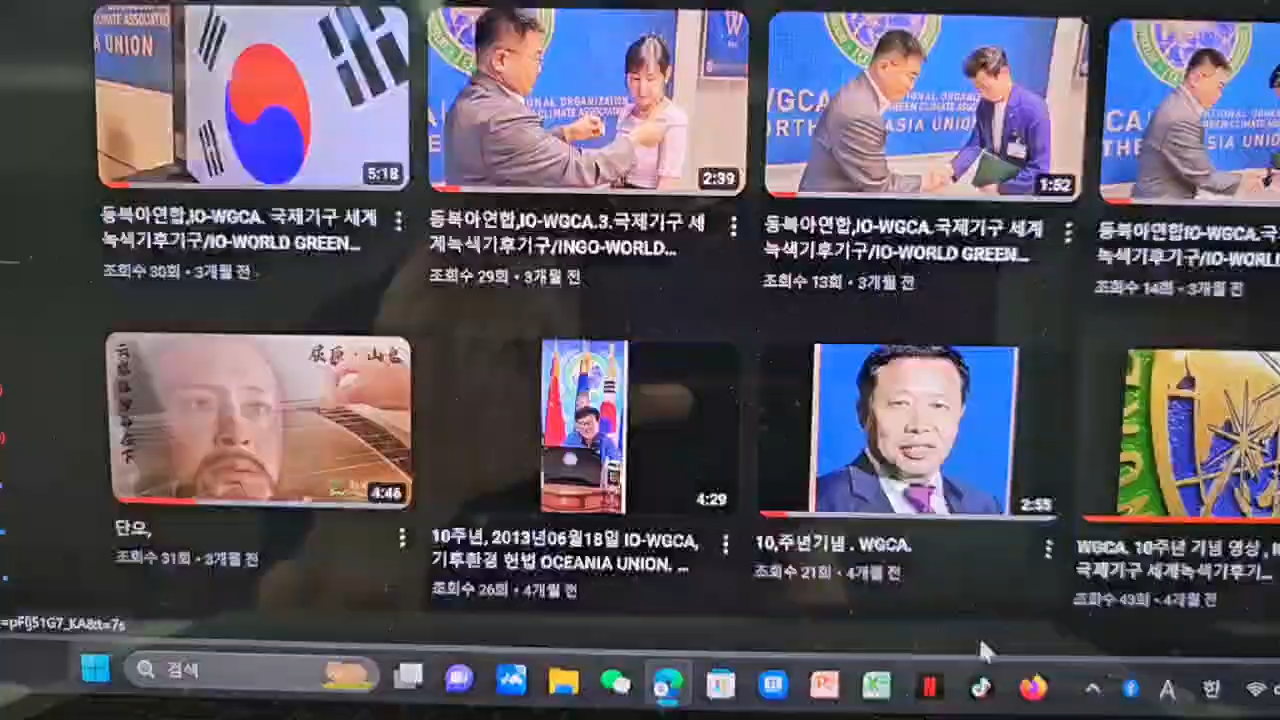 A UNION
5:18
2:39
1:52
동북아연합,IO-WGCA. 국제기구 세계
녹색기후기구/IO-WORLD GREEN...
조회수 30회 • 3개월 전
동북아연합,IO-WGCA.3.국제기구 세
계녹색기후기구/INGO-WORLD...
조회수 29회 • 3개월 전
동북아연합,IO-WGCA.국제기구 세계
녹색기후기구/IO-WORLD GREEN...
조회수 13회 • 3개월 전
동북아연합IO-WGCA.국
녹색기후기구/IO-WORL
조회수 14회 • 3개월 전
屈原 · 山鬼
4:46
4:29
2:55
단오,
조회수 31회 • 3개월 전
10주년, 2013년06월18일 IO-WGCA,
기후환경 헌법 OCEANIA UNION. ...
조회수 26회 • 4개월 전
10,주년기념 . WGCA.
조회수 21회 • 4개월 전
WGCA. 10주년 기념 영상 , I
국제기구 세계녹색기후기...
조회수 43회 • 4개월 전
검색
A
한